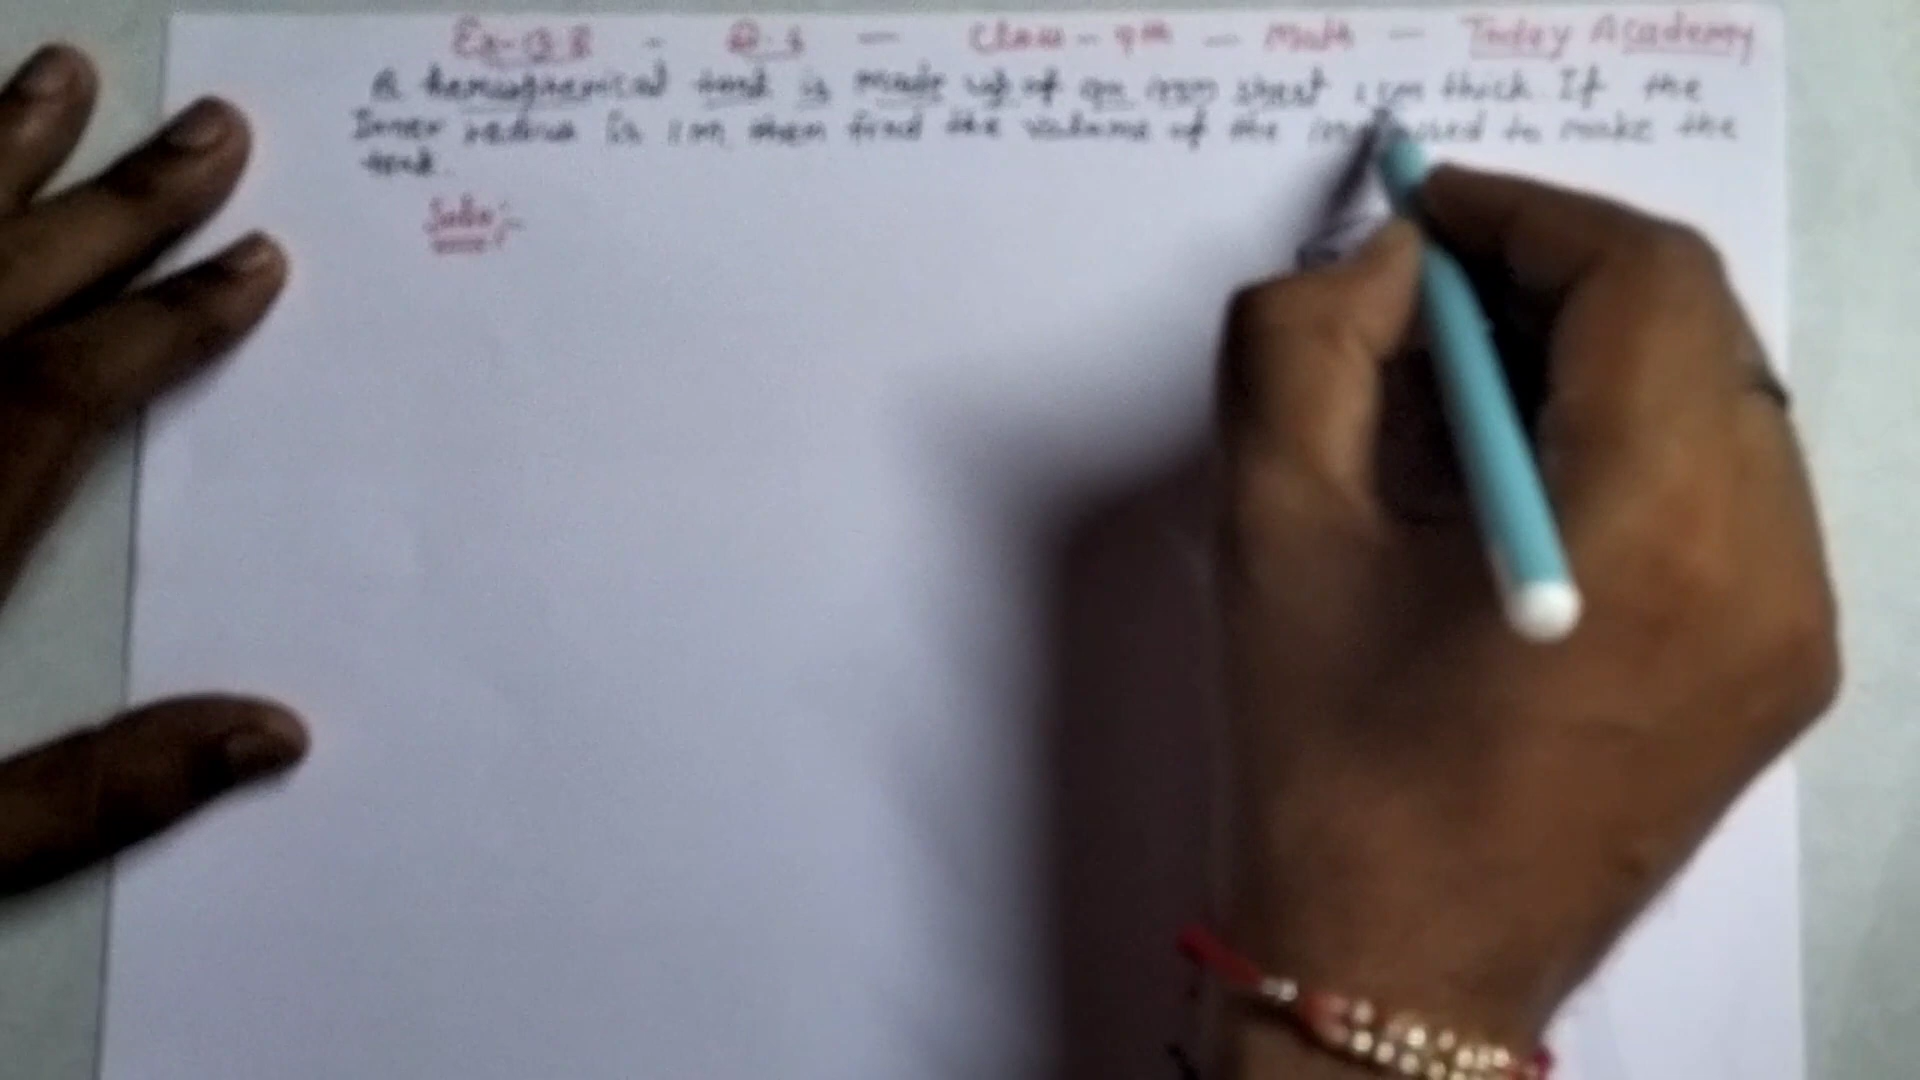 Ex-13.8 - Q.6 - Class - 9th - Math - Today Academy
A hemispherical tank is made up of an iron sheet 1 cm thick. If the
Inner radius is 1 m, then find the volume of the used to make the
tank.
Soln:-